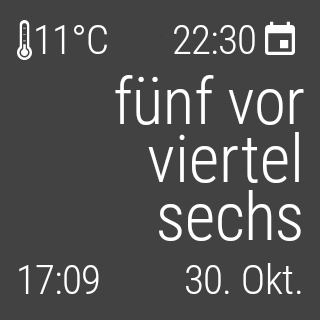 11°C 22:30
fünf vor
viertel
sechs
17:09 30. Okt.